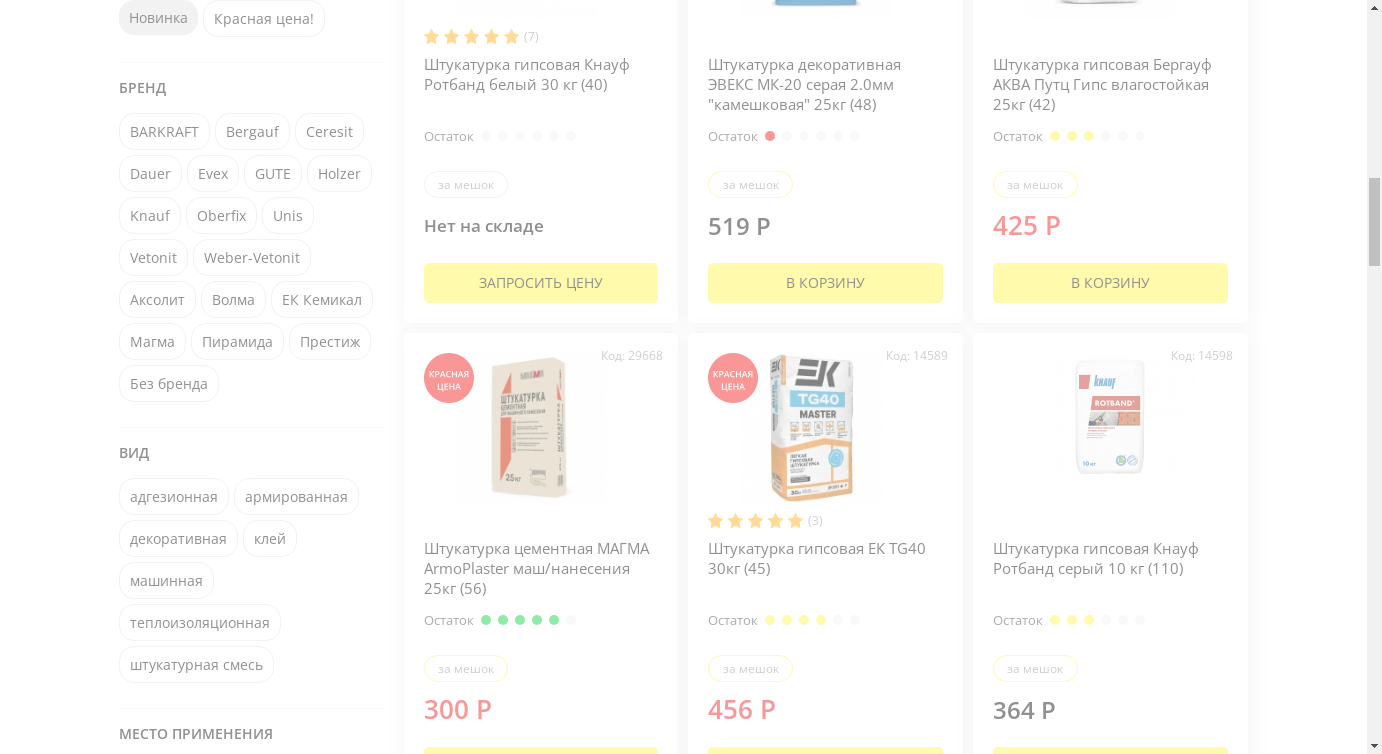 Новинка
Красная цена!
БРЕНД
BARKRAFT
Bergauf
Ceresit
Dauer
Evex
GUTE
Holzer
Knauf
Oberfix
Unis
Vetonit
Weber-Vetonit
Аксолит
Волма
ЕК Кемикал
Магма
Пирамида
Престиж
Без бренда
ВИД
адгезионная
армированная
декоративная
клей
машинная
теплоизоляционная
штукатурная смесь
МЕСТО ПРИМЕНЕНИЯ
(7)
Штукатурка гипсовая Кнауф
Ротбанд белый 30 кг (40)
Остаток
за мешок
Нет на складе
ЗАПРОСИТЬ ЦЕНУ
Штукатурка декоративная
ЭВЕКС МК-20 серая 2.0мм
"камешковая" 25кг (48)
Остаток
за мешок
519 Р
В КОРЗИНУ
Штукатурка гипсовая Бергауф
АКВА Путц Гипс влагостойкая
25кг (42)
Остаток
за мешок
425 Р
В КОРЗИНУ
Код: 29668
КРАСНАЯ
ЦЕНА
ШТУКАТУРКА
ЦЕМЕНТНАЯ
25кг
Штукатурка цементная МАГМА
ArmoPlaster маш/нанесения
25кг (56)
Остаток
за мешок
300 Р
Код: 14589
КРАСНАЯ
ЦЕНА
ЕК
TG40
MASTER
ЛЕГКАЯ
ГИПСОВАЯ
ШТУКАТУРКА
(3)
Штукатурка гипсовая ЕК TG40
30кг (45)
Остаток
за мешок
456 Р
Код: 14598
KNAUF
ROTBAND
10 кг
Штукатурка гипсовая Кнауф
Ротбанд серый 10 кг (110)
Остаток
за мешок
364 Р